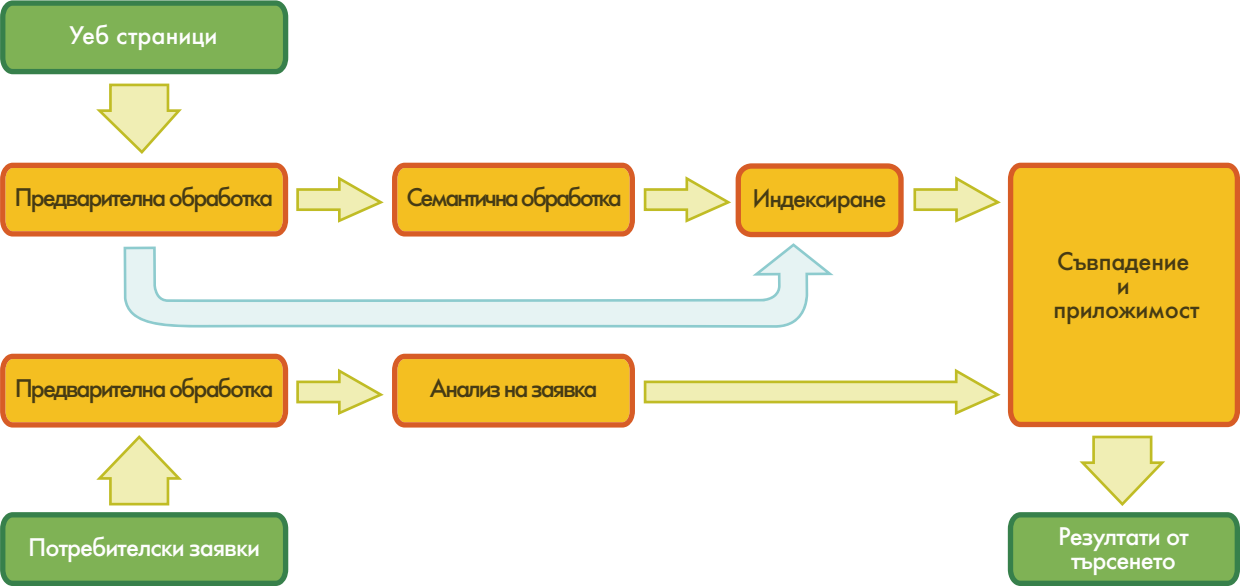 Уеб страници
Предварителна обработка
Семантична обработка
Индексиране
Съвпадение
и
приложимост
Предварителна обработка
Анализ на заявка
Потребителски заявки
Резултати от
търсенето